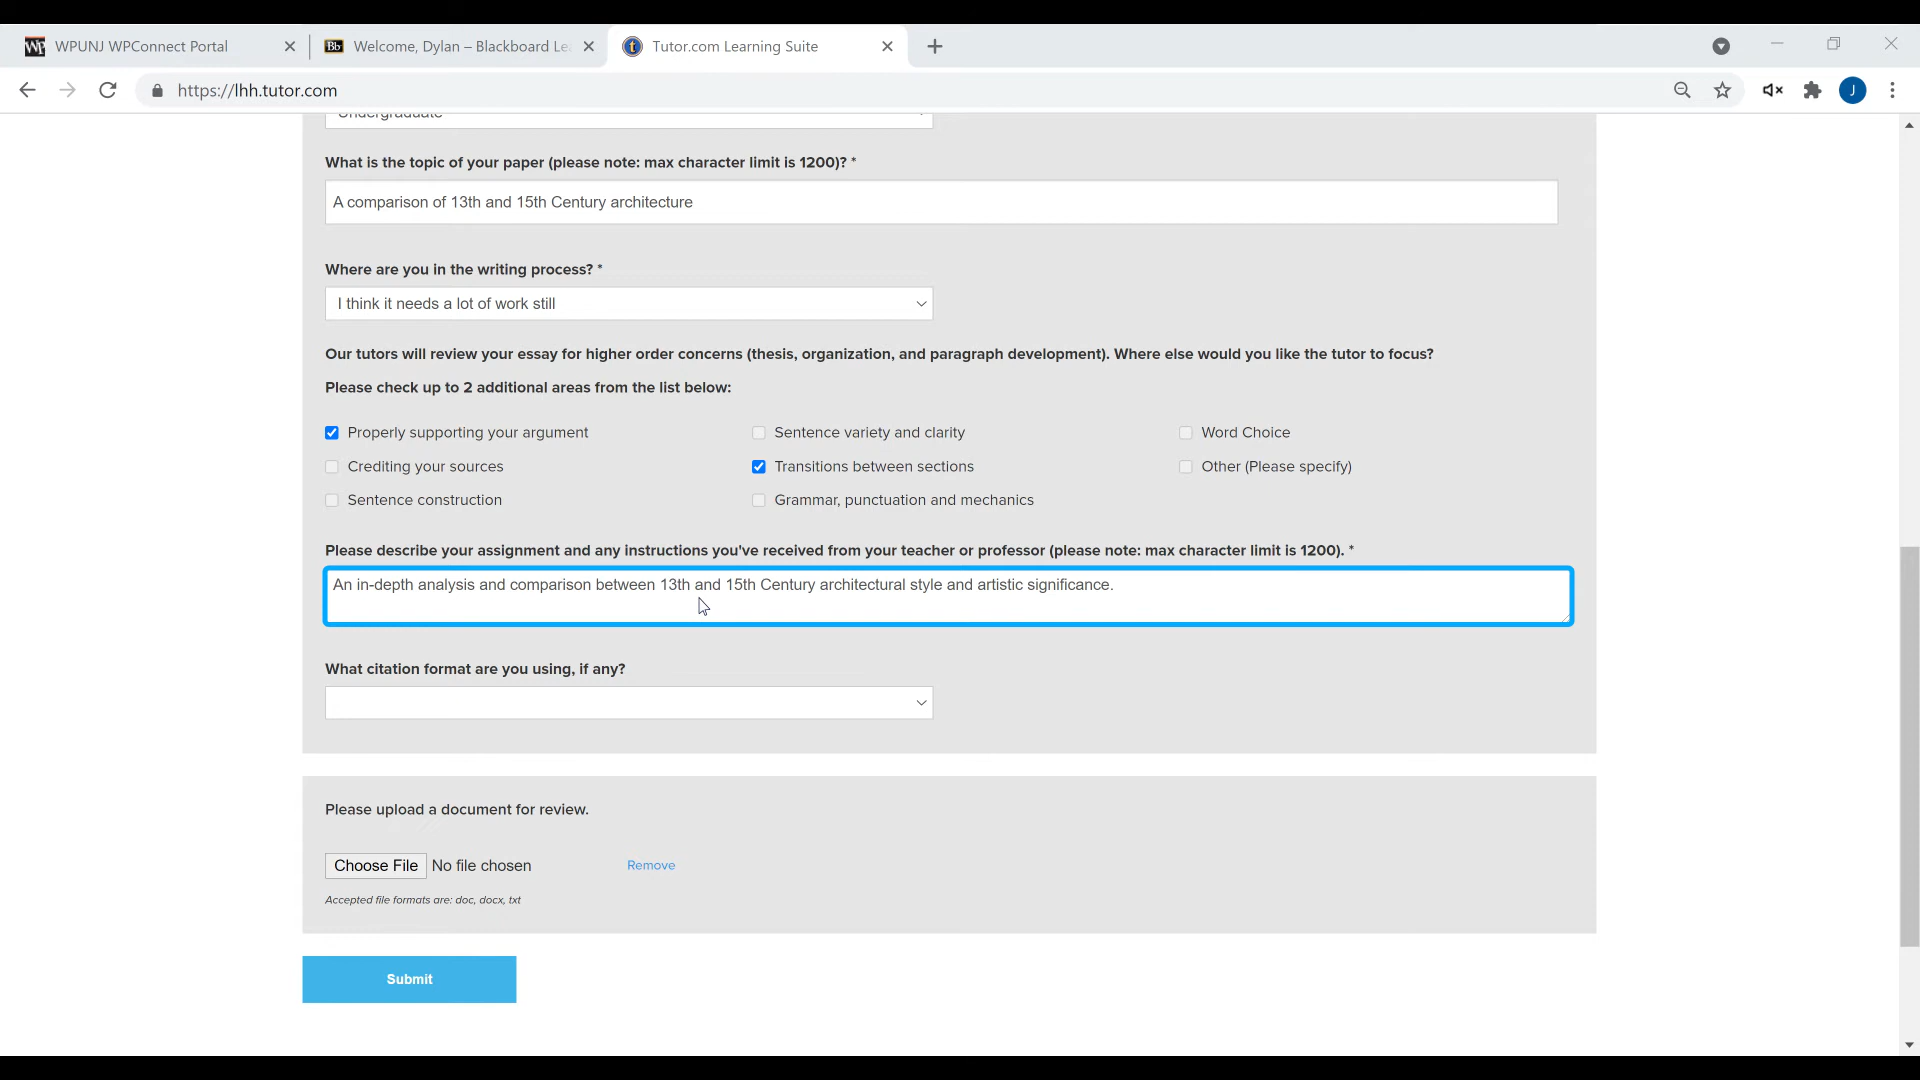 WPUNJ WPConnect Portal
Welcome, Dylan – Blackboard Le
Tutor.com Learning Suite
https://lhh.tutor.com
J
Undergraduate
What is the topic of your paper (please note: max character limit is 1200)? *
A comparison of 13th and 15th Century architecture
Where are you in the writing process? *
I think it needs a lot of work still
Our tutors will review your essay for higher order concerns (thesis, organization, and paragraph development). Where else would you like the tutor to focus?
Please check up to 2 additional areas from the list below:
Properly supporting your argument
Sentence variety and clarity
Word Choice
Crediting your sources
Transitions between sections
Other (Please specify)
Sentence construction
Grammar, punctuation and mechanics
Please describe your assignment and any instructions you've received from your teacher or professor (please note: max character limit is 1200). *
An in-depth analysis and comparison between 13th and 15th Century architectural style and artistic significance.
What citation format are you using, if any?
Please upload a document for review.
Choose File No file chosen
Remove
Accepted file formats are: doc, docx, txt
Submit